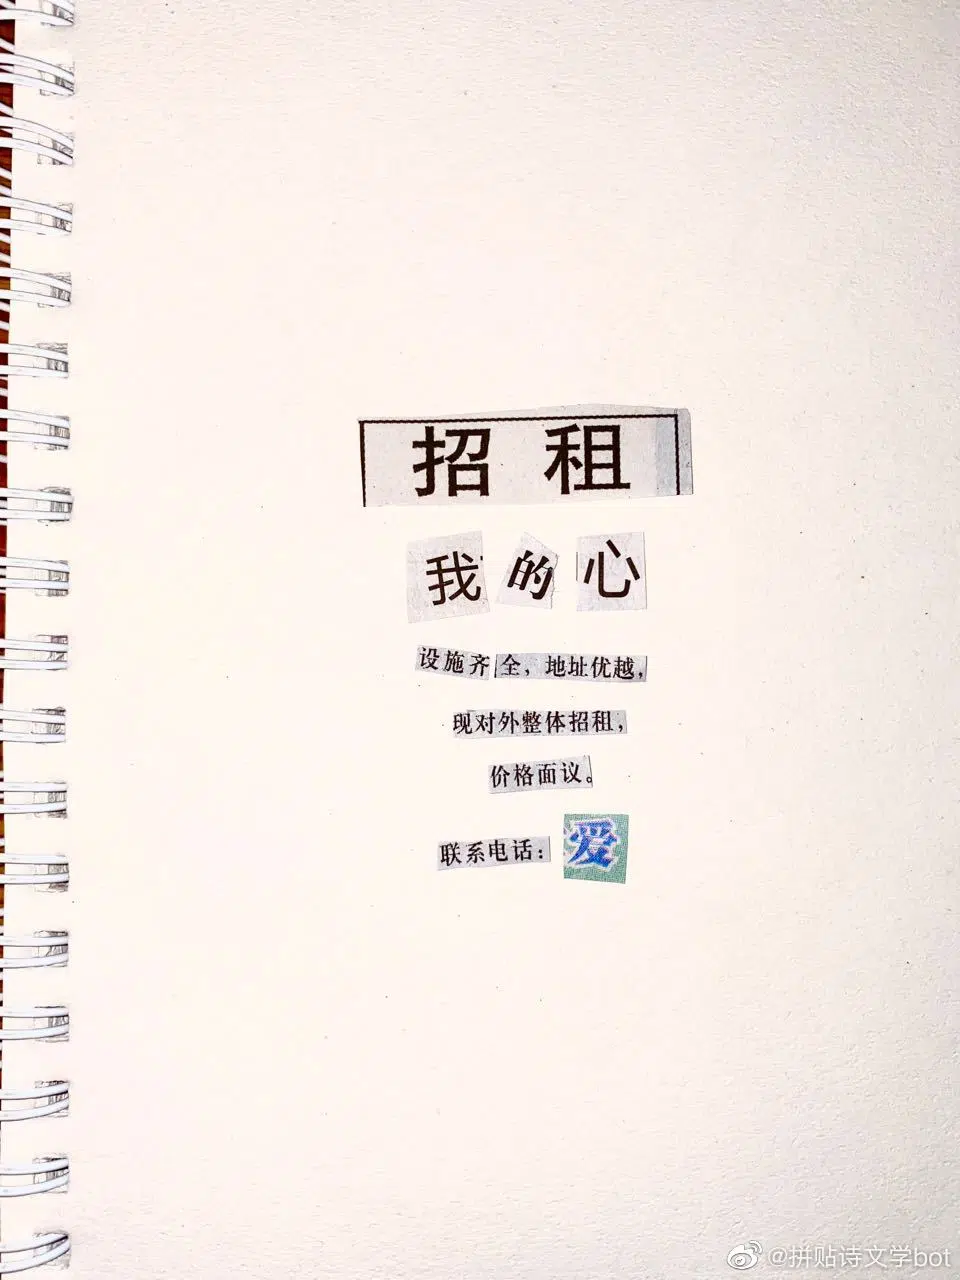 招租
我的心
设施齐全，地址优越，
现对外整体招租，
价格面议。
联系电话：爱
@拼贴诗文学bot